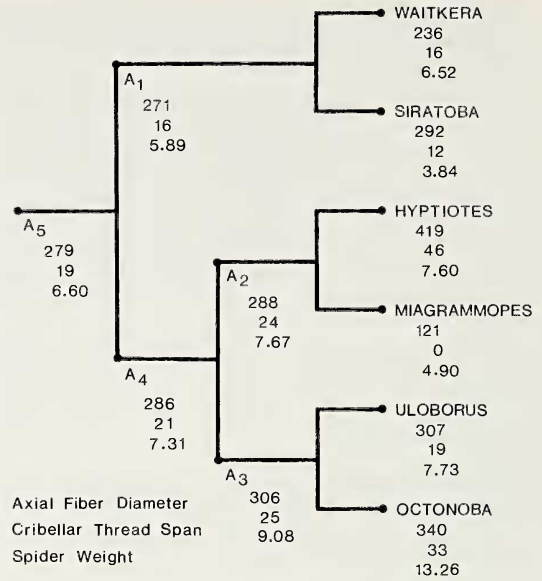 WAITKERA
236
16
6.52
A1
271
16
5.89
SIRATOBA
292
12
3.84
A5
279
19
6.60
HYPTIOTES
419
46
7.60
A2
288
24
7.67
MIAGRAMMOPES
121
0
4.90
A4
286
21
7.31
ULOBORUS
307
19
7.73
A3
306
25
9.08
OCTONOBA
340
33
13.26
Axial Fiber Diameter
Cribellar Thread Span
Spider Weight